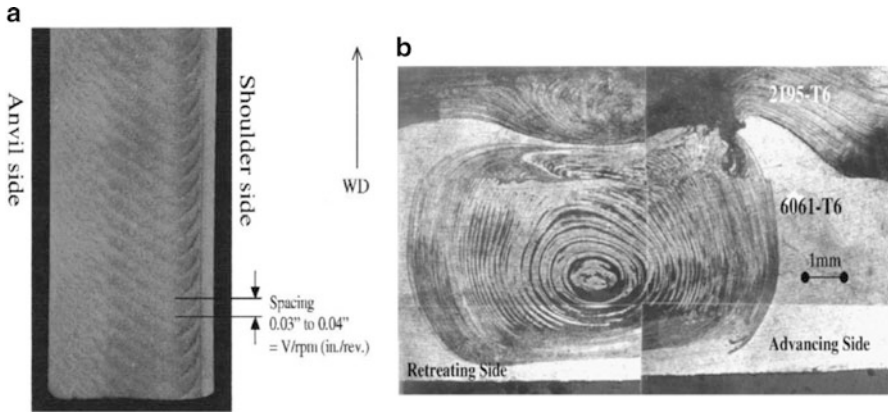 a
Anvil side
Shoulder side
WD
Spacing
0.03" to 0.04"
= V/rpm (in./rev.)
b
2195-T6
6061-T6
1mm
Advancing Side
Retreating Side